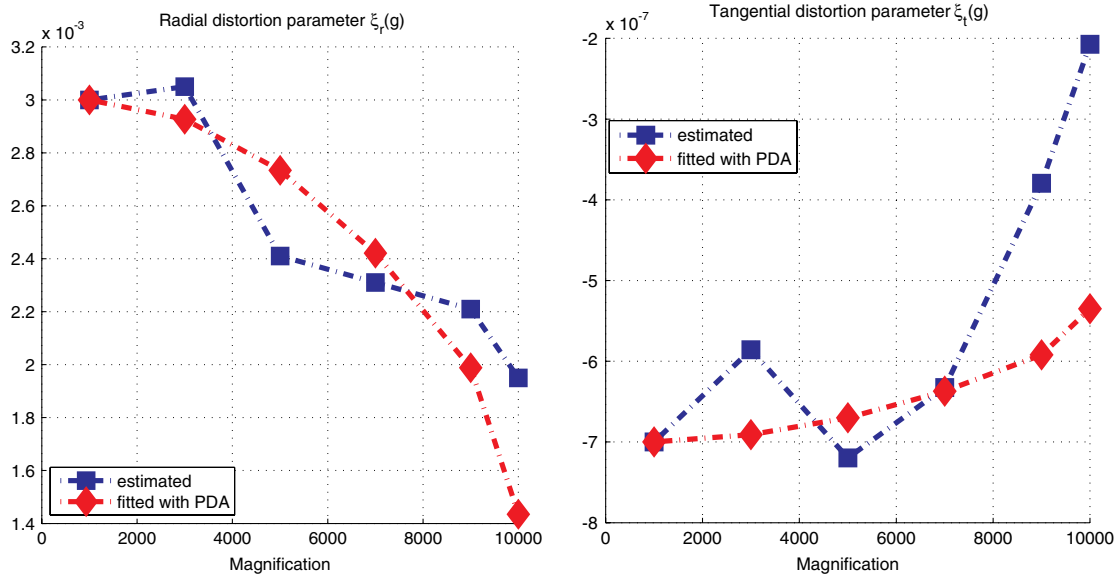 Radial distortion parameter ξr(g)
x 10⁻³
3.2
3
2.8
2.6
2.4
2.2
2
1.8
1.6
1.4
0
2000
4000
6000
8000
10000
Magnification
estimated
fitted with PDA
Tangential distortion parameter ξt(g)
x 10⁻⁷
-2
-3
-4
-5
-6
-7
-8
0
2000
4000
6000
8000
10000
Magnification
estimated
fitted with PDA